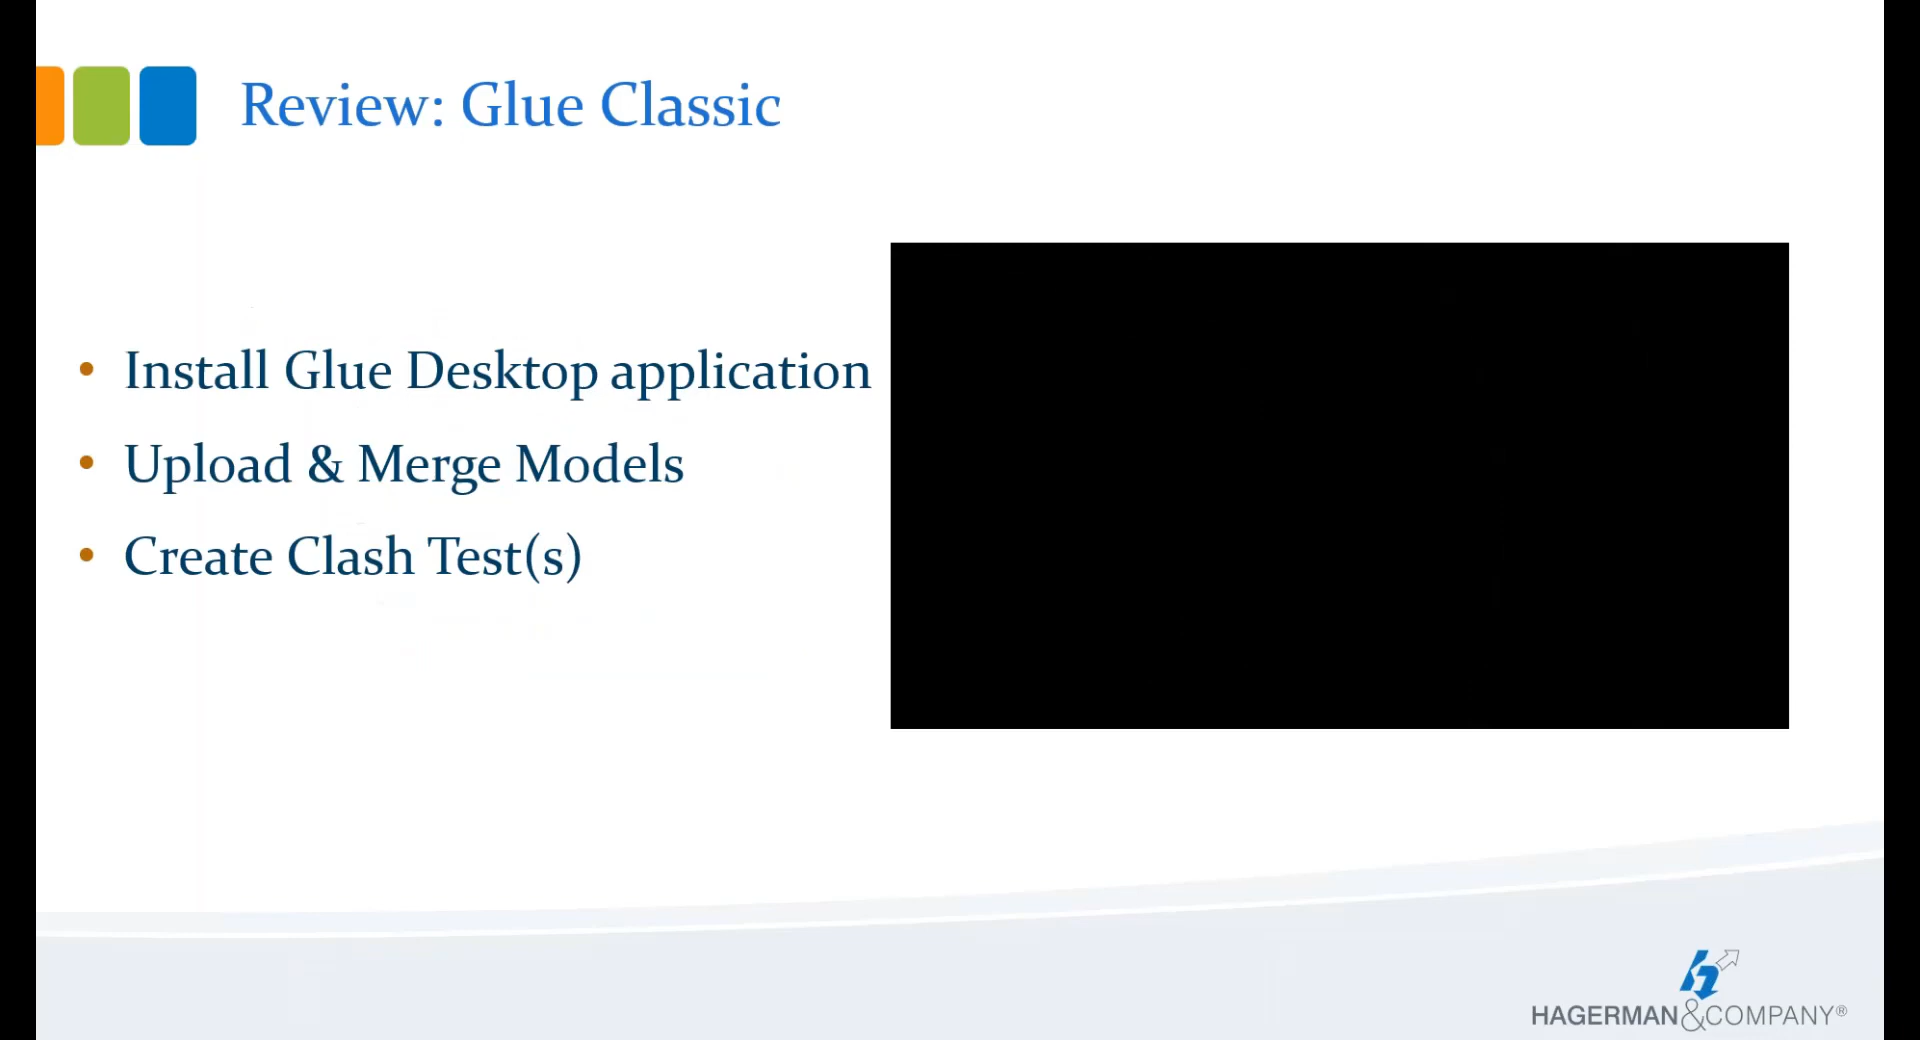 Review: Glue Classic
• Install Glue Desktop application
• Upload & Merge Models
• Create Clash Test(s)
HAGERMAN&COMPANY®